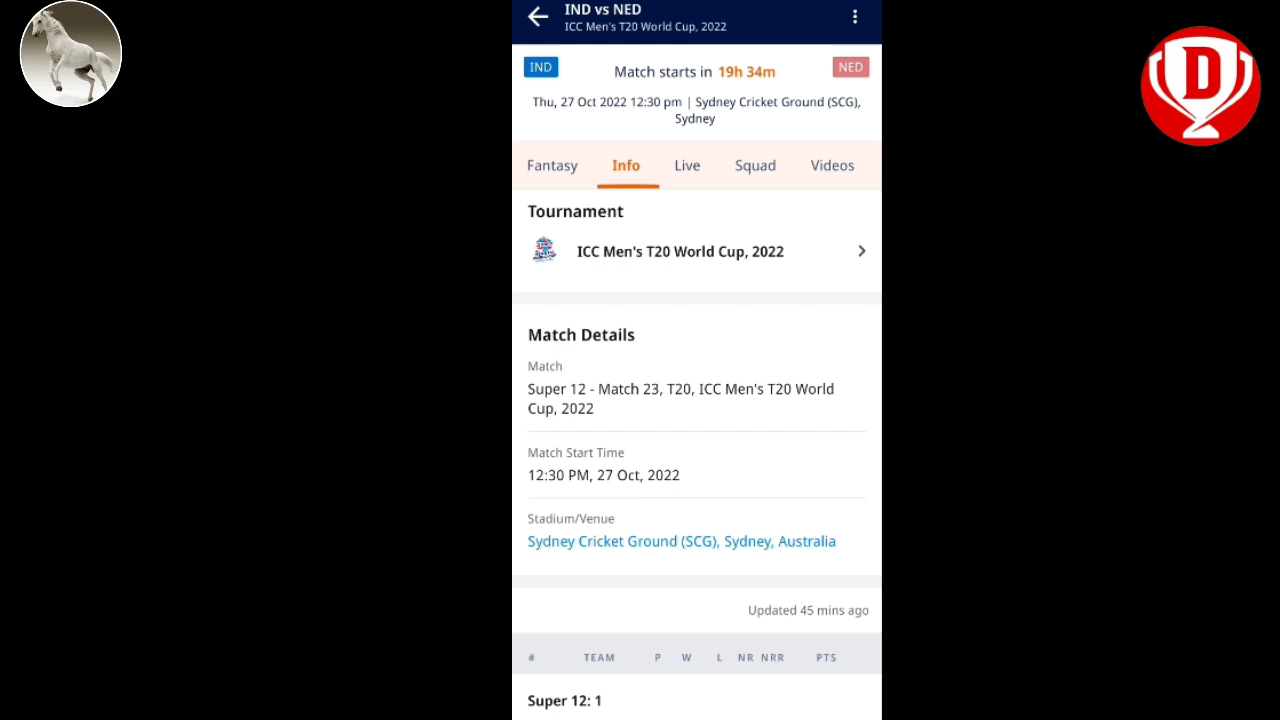 IND vs NED
ICC Men's T20 World Cup, 2022
IND
Match starts in 19h 34m
NED
Thu, 27 Oct 2022 12:30 pm | Sydney Cricket Ground (SCG),
Sydney
Fantasy Info Live Squad Videos
Tournament
ICC Men's T20 World Cup, 2022
Match Details
Match
Super 12 - Match 23, T20, ICC Men's T20 World
Cup, 2022
Match Start Time
12:30 PM, 27 Oct, 2022
Stadium/Venue
Sydney Cricket Ground (SCG), Sydney, Australia
Updated 45 mins ago
# TEAM P W L NR NRR PTS
Super 12: 1
D